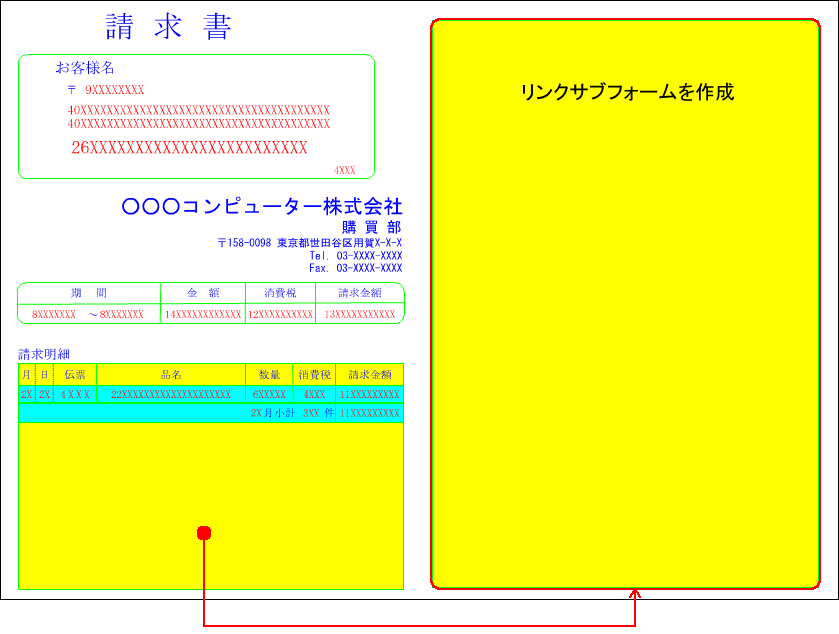 請 求 書
お客様名
〒 9XXXXXXXX
40XXXXXXXXXXXXXXXXXXXXXXXXXXXXXXXXXXXXXX
40XXXXXXXXXXXXXXXXXXXXXXXXXXXXXXXXXXXXXX
26XXXXXXXXXXXXXXXXXXXXXXXX
4XXX
〇〇〇コンピューター株式会社
購 買 部
〒158-0098 東京都世田谷区用賀X-X-X
Tel. 03-XXXX-XXXX
Fax. 03-XXXX-XXXX
期 間 金 額 消費税 請求金額
8XXXXXXX ～8XXXXXXX 14XXXXXXXXXXXX 12XXXXXXXXXX 13XXXXXXXXXXX
請求明細
月 日 伝票 品名 数量 消費税 請求金額
2X 2X 4XXX 22XXXXXXXXXXXXXXXXXXXX 6XXXXX 4XXX 11XXXXXXXXX
2X月小計 3XX 件 11XXXXXXXXX
リンクサブフォームを作成